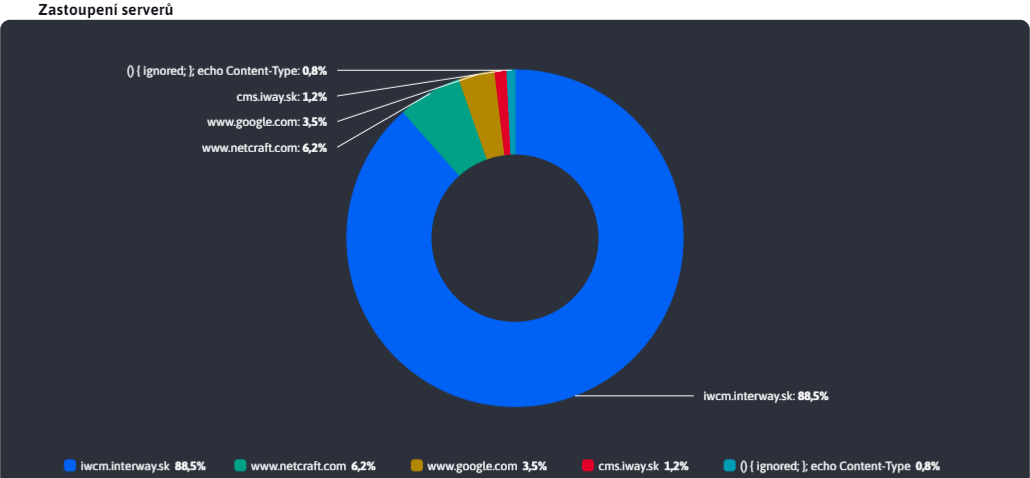 Zastoupení serverů
() { ignored; }; echo Content-Type: 0,8%
cms.iway.sk: 1,2%
www.google.com: 3,5%
www.netcraft.com: 6,2%
iwcm.interway.sk: 88,5%
iwcm.interway.sk 88,5% www.netcraft.com 6,2% www.google.com 3,5% cms.iway.sk 1,2% () { ignored; }; echo Content-Type 0,8%